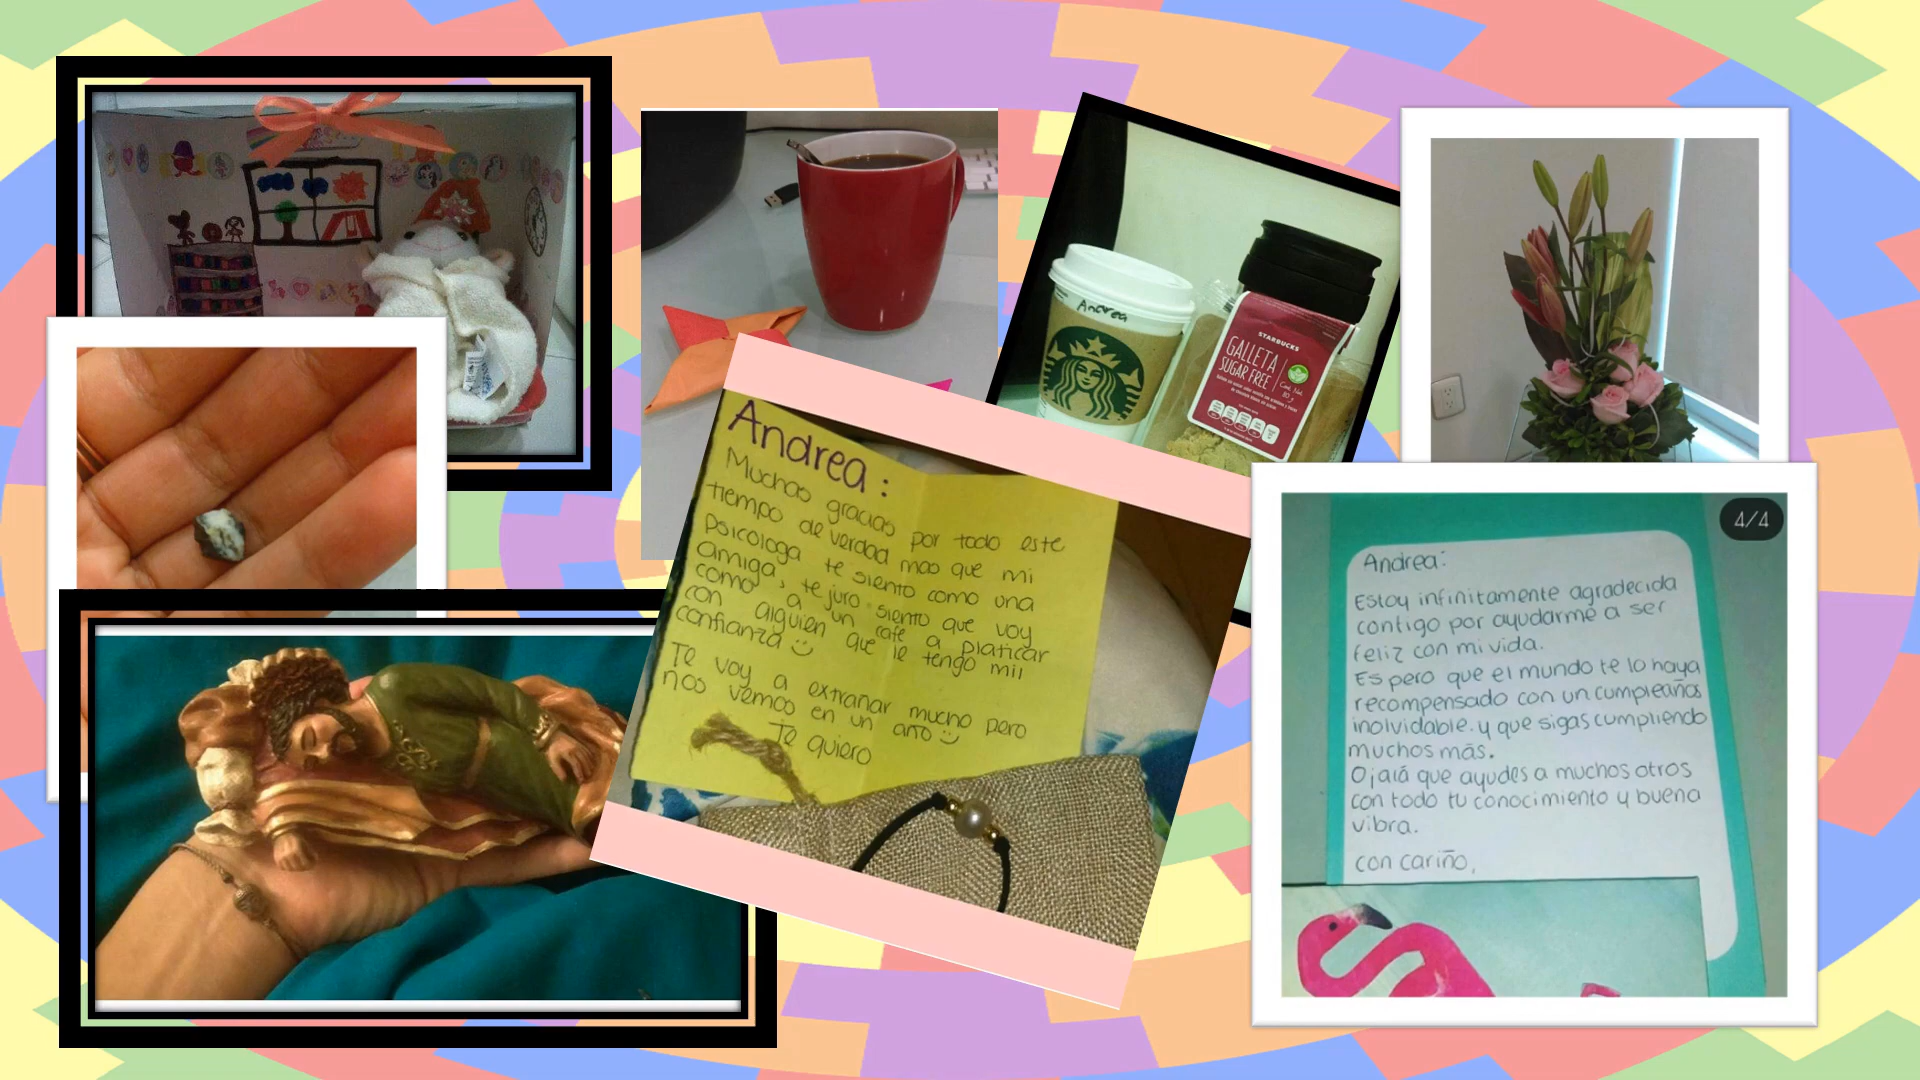 Andrea
STARBUCKS
GALLETA
SUGAR FREE
Andrea:
Muchas gracias por todo este
tiempo de verdad mas que mi
psicologa te siento como una
amiga, te juro siento que voy
como a un café a platicar
con alguien que le tengo mil
confianza
Te voy a extrañar mucho pero
nos vemos en un año
Te quiero
4/4
Andrea:
Estoy infinitamente agradecida
contigo por ayudarme a ser
feliz con mi vida.
Espero que el mundo te lo haya
recompensado con un cumpleaños
inolvidable. y que sigas cumpliendo
muchos más.
Ojalá que ayudes a muchos otros
con todo tu conocimiento y buena
vibra.
con cariño,